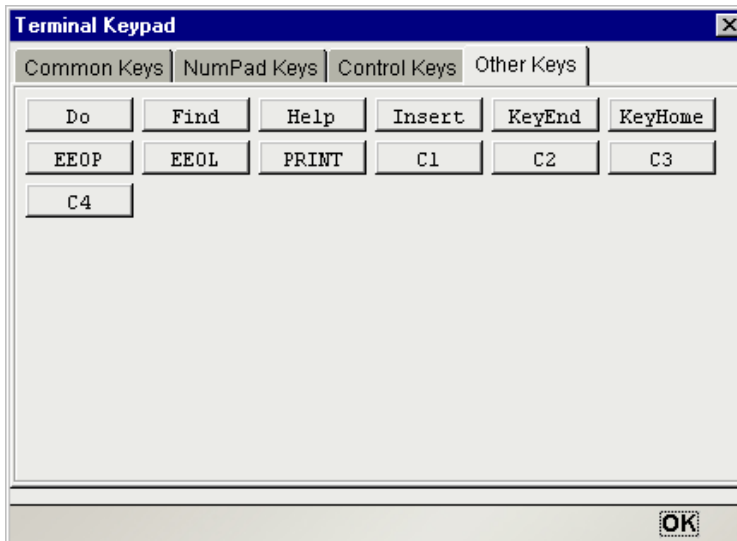 Terminal Keypad
Common Keys NumPad Keys Control Keys Other Keys
Do Find Help Insert KeyEnd KeyHome
EEOP EEOL PRINT C1 C2 C3
C4
OK